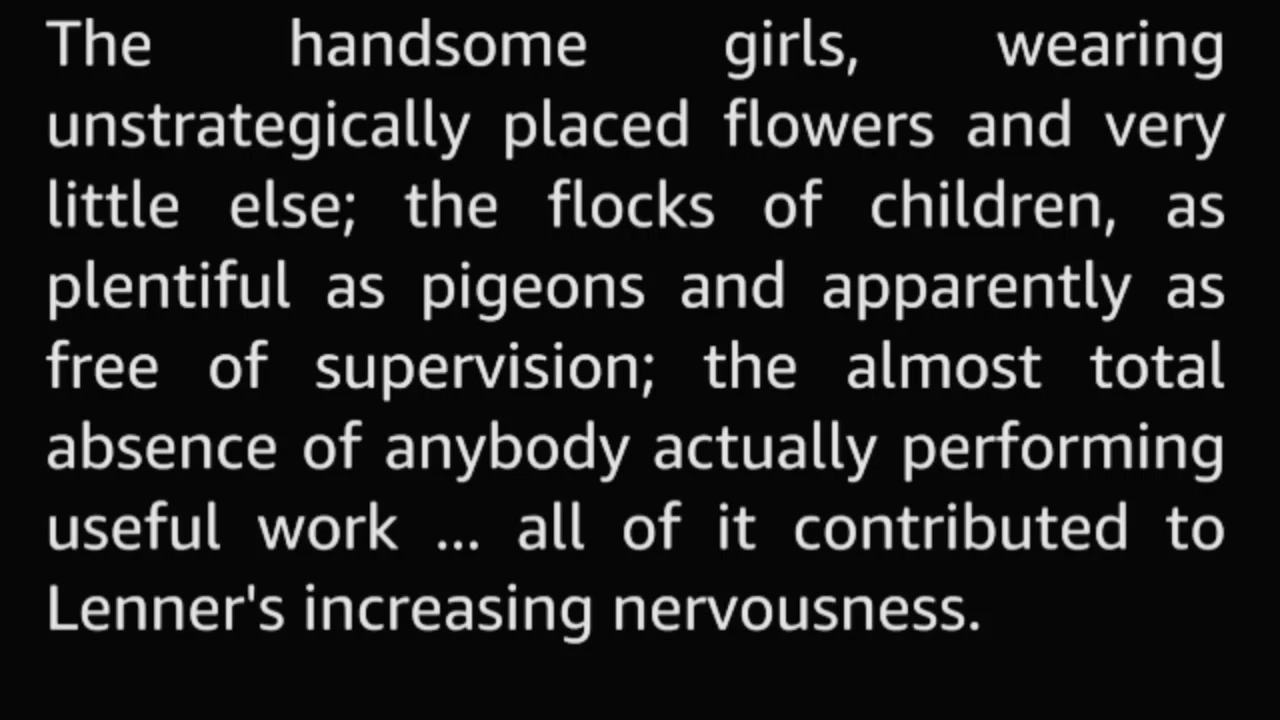 The handsome girls, wearing
unstrategically placed flowers and very
little else; the flocks of children, as
plentiful as pigeons and apparently as
free of supervision; the almost total
absence of anybody actually performing
useful work ... all of it contributed to
Lenner's increasing nervousness.